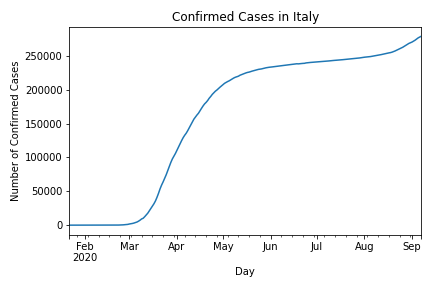 Confirmed Cases in Italy
Number of Confirmed Cases
250000
200000
150000
100000
50000
0
Feb Mar Apr May Jun Jul Aug Sep
2020
Day